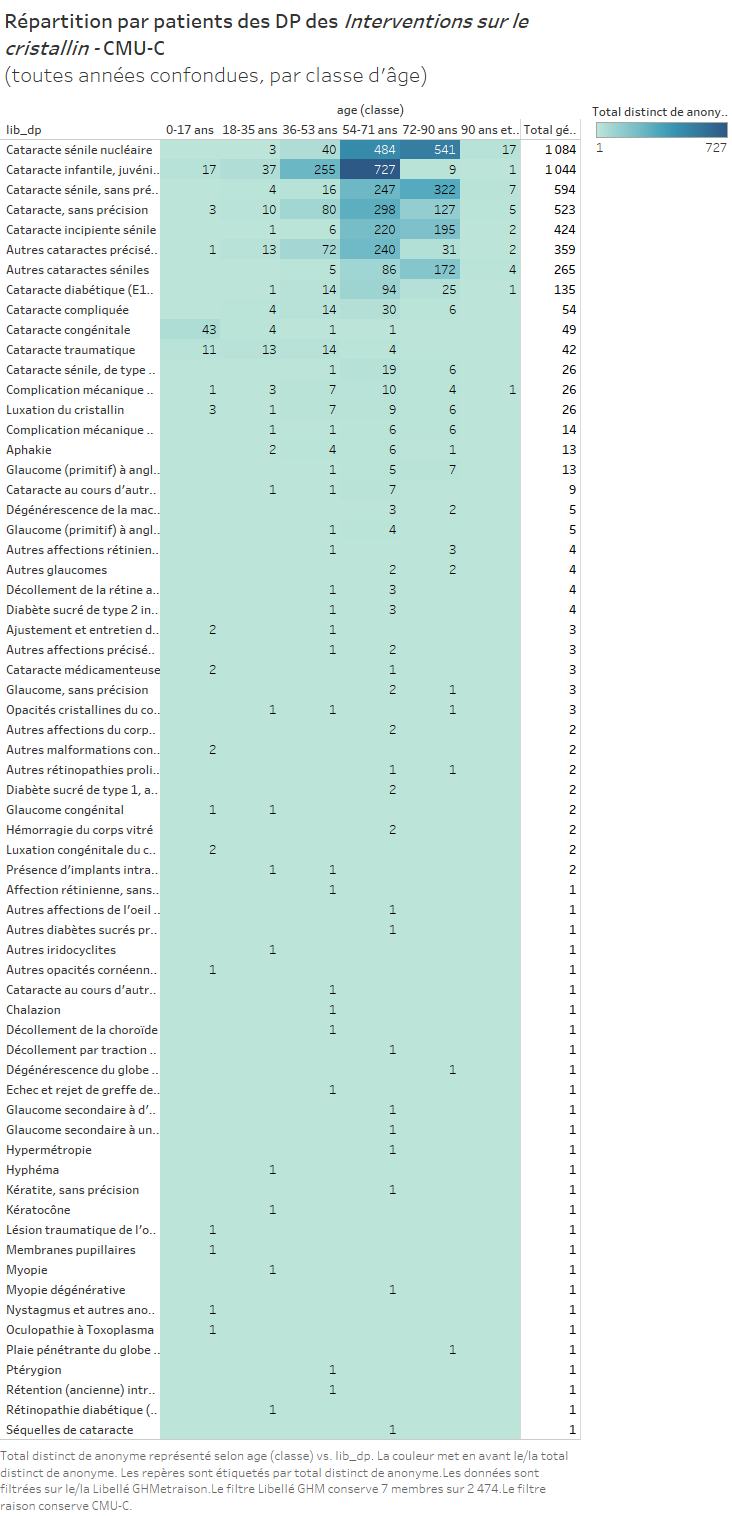 Répartition par patients des DP des Interventions sur le
cristallin - CMU-C
(toutes années confondues, par classe d’âge)
age (classe)
Total distinct de anony..
lib_dp 0-17 ans 18-35 ans 36-53 ans 54-71 ans 72-90 ans 90 ans et.. Total gé..
1 727
Cataracte sénile nucléaire 3 40 484 541 17 1 084
Cataracte infantile, juvéni.. 17 37 255 727 9 1 1 044
Cataracte sénile, sans pré.. 4 16 247 322 7 594
Cataracte, sans précision 3 10 80 298 127 5 523
Cataracte incipiente sénile 1 6 220 195 2 424
Autres cataractes précisé.. 1 13 72 240 31 2 359
Autres cataractes séniles 5 86 172 4 265
Cataracte diabétique (E1.. 1 14 94 25 1 135
Cataracte compliquée 4 14 30 6 54
Cataracte congénitale 43 4 1 1 49
Cataracte traumatique 11 13 14 4 42
Cataracte sénile, de type .. 1 19 6 26
Complication mécanique .. 1 3 7 10 4 1 26
Luxation du cristallin 3 1 7 9 6 26
Complication mécanique .. 1 1 6 6 14
Aphakie 2 4 6 1 13
Glaucome (primitif) à angl.. 1 5 7 13
Cataracte au cours d’autr.. 1 1 7 9
Dégénérescence de la mac.. 3 2 5
Glaucome (primitif) à angl.. 1 4 5
Autres affections rétinien.. 1 3 4
Autres glaucomes 2 2 4
Décollement de la rétine a.. 1 3 4
Diabète sucré de type 2 in.. 1 3 4
Ajustement et entretien d.. 2 1 3
Autres affections précisé.. 1 2 3
Cataracte médicamenteuse 2 1 3
Glaucome, sans précision 2 1 3
Opacités cristallines du co.. 1 1 1 3
Autres affections du corp.. 2 2
Autres malformations con.. 2 2
Autres rétinopathies proli.. 1 1 2
Diabète sucré de type 1, a.. 2 2
Glaucome congénital 1 1 2
Hémorragie du corps vitré 2 2
Luxation congénitale du c.. 2 2
Présence d’implants intra.. 1 1 2
Affection rétinienne, sans.. 1 1
Autres affections de l’oeil .. 1 1
Autres diabètes sucrés pr.. 1 1
Autres iridocyclites 1 1
Autres opacités cornéenn.. 1 1
Cataracte au cours d’autr.. 1 1
Chalazion 1 1
Décollement de la choroïde 1 1
Décollement par traction .. 1 1
Dégénérescence du globe .. 1 1
Echec et rejet de greffe de.. 1 1
Glaucome secondaire à d’.. 1 1
Glaucome secondaire à un.. 1 1
Hypermétropie 1 1
Hyphéma 1 1
Kératite, sans précision 1 1
Kératocône 1 1
Lésion traumatique de l’o.. 1 1
Membranes pupillaires 1 1
Myopie 1 1
Myopie dégénérative 1 1
Nystagmus et autres ano.. 1 1
Oculopathie à Toxoplasma 1 1
Plaie pénétrante du globe .. 1 1
Ptérygion 1 1
Rétention (ancienne) intr.. 1 1
Rétinopathie diabétique (.. 1 1
Séquelles de cataracte 1 1
Total distinct de anonyme représenté selon age (classe) vs. lib_dp. La couleur met en avant le/la total
distinct de anonyme. Les repères sont étiquetés par total distinct de anonyme.Les données sont
filtrées sur le/la Libellé GHMetraison.Le filtre Libellé GHM conserve 7 membres sur 2 474.Le filtre
raison conserve CMU-C.